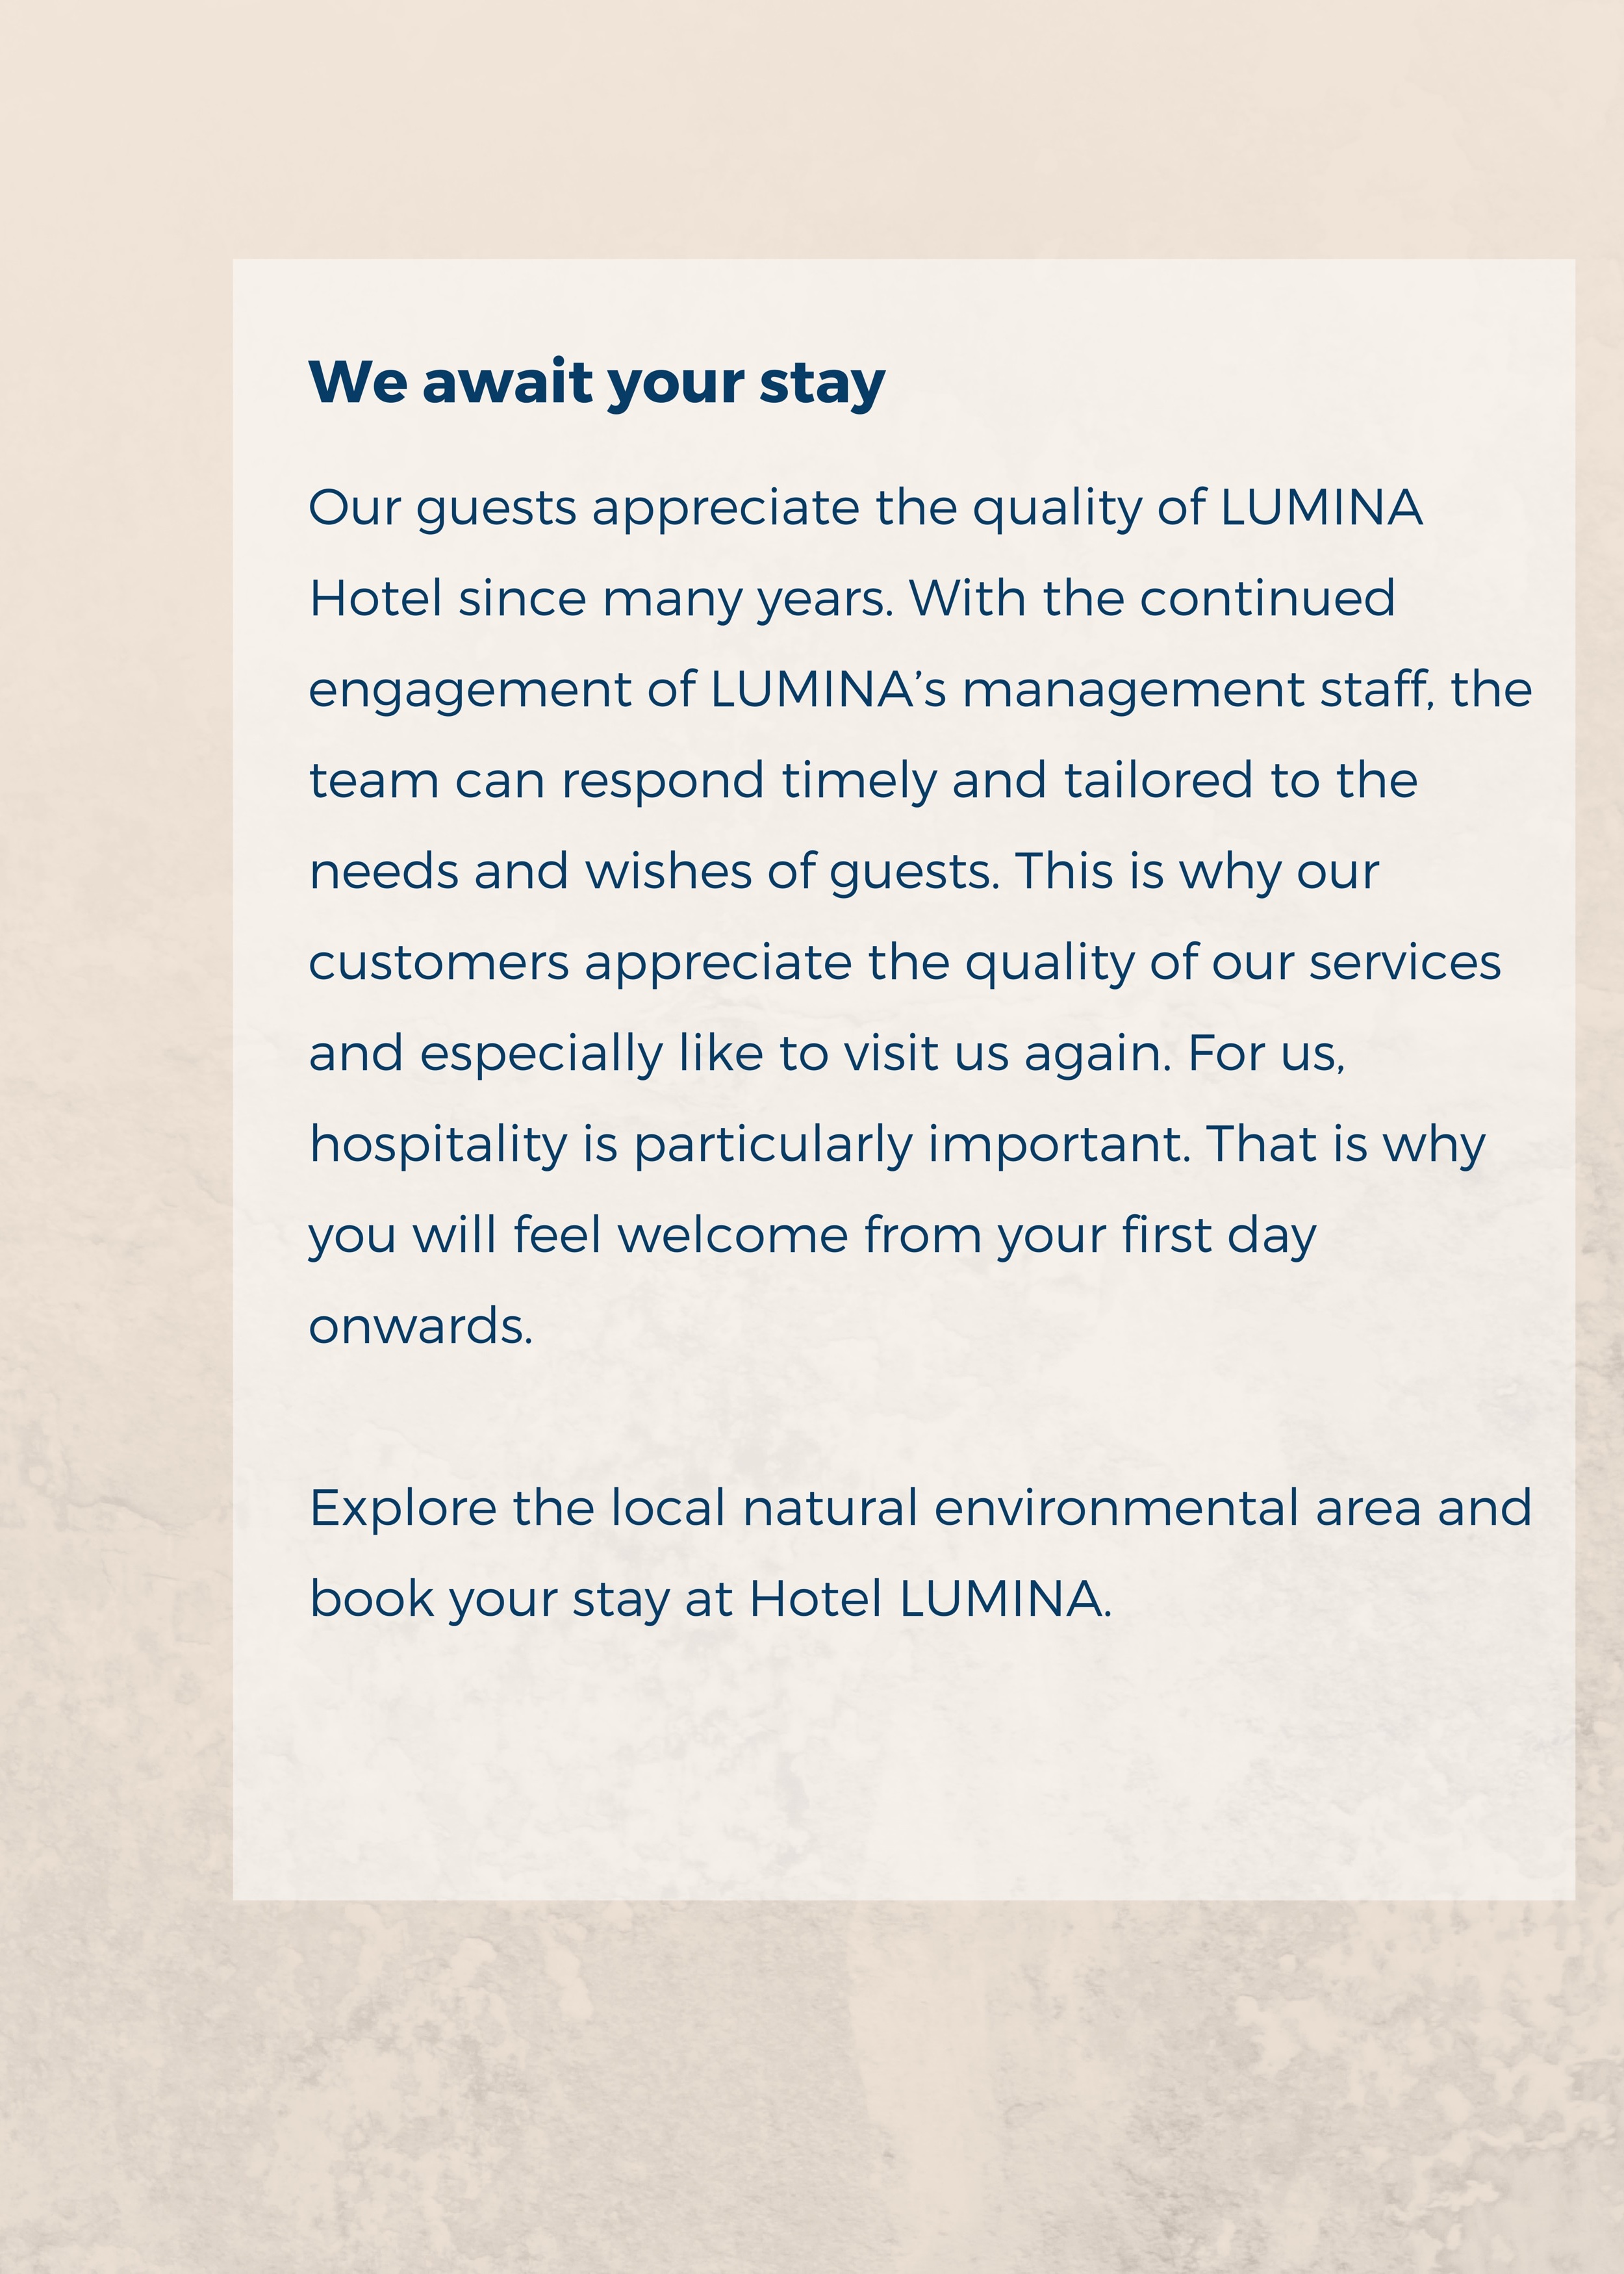 We await your stay
Our guests appreciate the quality of LUMINA
Hotel since many years. With the continued
engagement of LUMINA’s management staff, the
team can respond timely and tailored to the
needs and wishes of guests. This is why our
customers appreciate the quality of our services
and especially like to visit us again. For us,
hospitality is particularly important. That is why
you will feel welcome from your first day
onwards.
Explore the local natural environmental area and
book your stay at Hotel LUMINA.